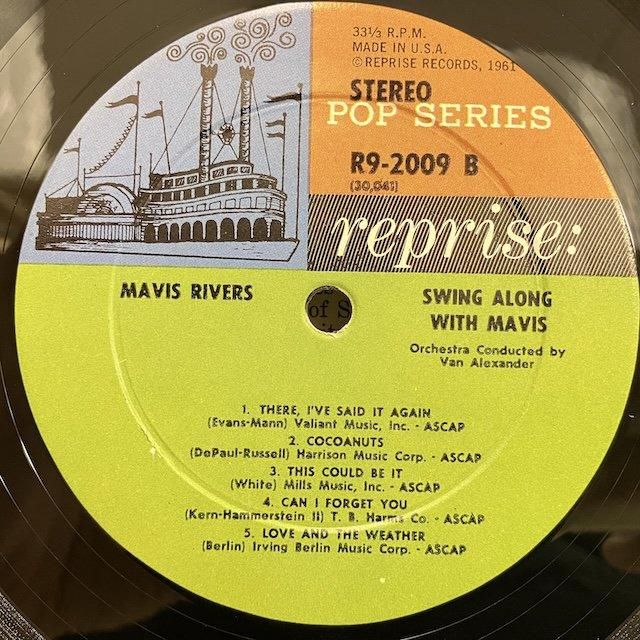 33⅓ R.P.M.
MADE IN U.S.A.
©REPRISE RECORDS, 1961
STEREO
POP SERIES
R9-2009 B
(30,041)
reprise:
MAVIS RIVERS
SWING ALONG
WITH MAVIS
Orchestra Conducted by
Van Alexander
of S
1. THERE, I'VE SAID IT AGAIN
(Evans-Mann) Valiant Music, Inc. - ASCAP
2. COCOANUTS
(DePaul-Russell) Harrison Music Corp. - ASCAP
3. THIS COULD BE IT
(White) Mills Music, Inc. - ASCAP
4. CAN I FORGET YOU
(Kern-Hammerstein II) T. B. Harms Co. - ASCAP
5. LOVE AND THE WEATHER
(Berlin) Irving Berlin Music Corp. - ASCAP